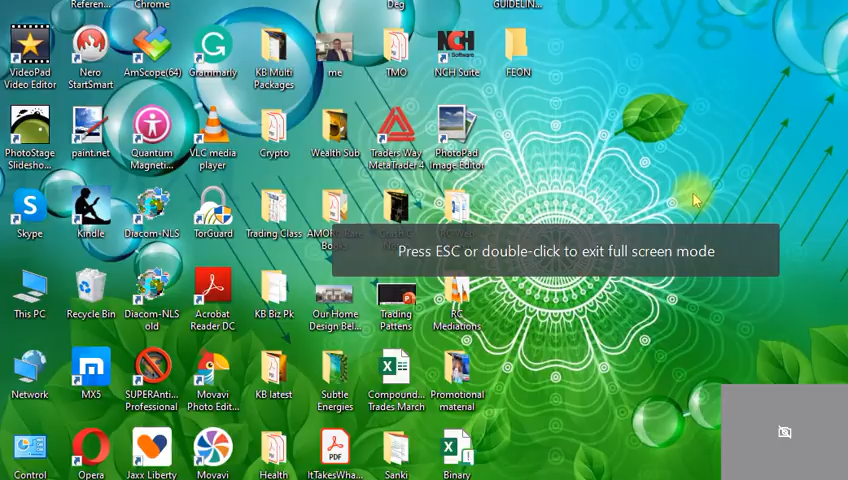 Oxygen
Referen...
Chrome
Deg
GUIDELIN...
VideoPad
Video Editor
Nero
StartSmart
AmScope(64)
Grammarly
KB Multi
Packages
me
TMO
NCH
Software
NCH Suite
FEON
PhotoStage
Slidesho...
paint.net
Quantum
Magneti...
VLC media
player
Crypto
Wealth Sub
Traders Way
MetaTrader 4
PhotoPad
Image Editor
Skype
Kindle
Diacom-NLS
TorGuard
Trading Class
Books
Press ESC or double-click to exit full screen mode
This PC
Recycle Bin
Diacom-NLS
old
Acrobat
Reader DC
KB Biz Pk
Our Home
Design Bel...
Trading
Pattens
RC
Mediations
Network
MX5
SUPERAnti...
Professional
Movavi
Photo Edit...
KB latest
Subtle
Energies
Compound...
Trades March
Promotional
material
Control
Opera
Jaxx Liberty
Movavi
Health
PDF
ItTakesWha...
Sanki
Binary